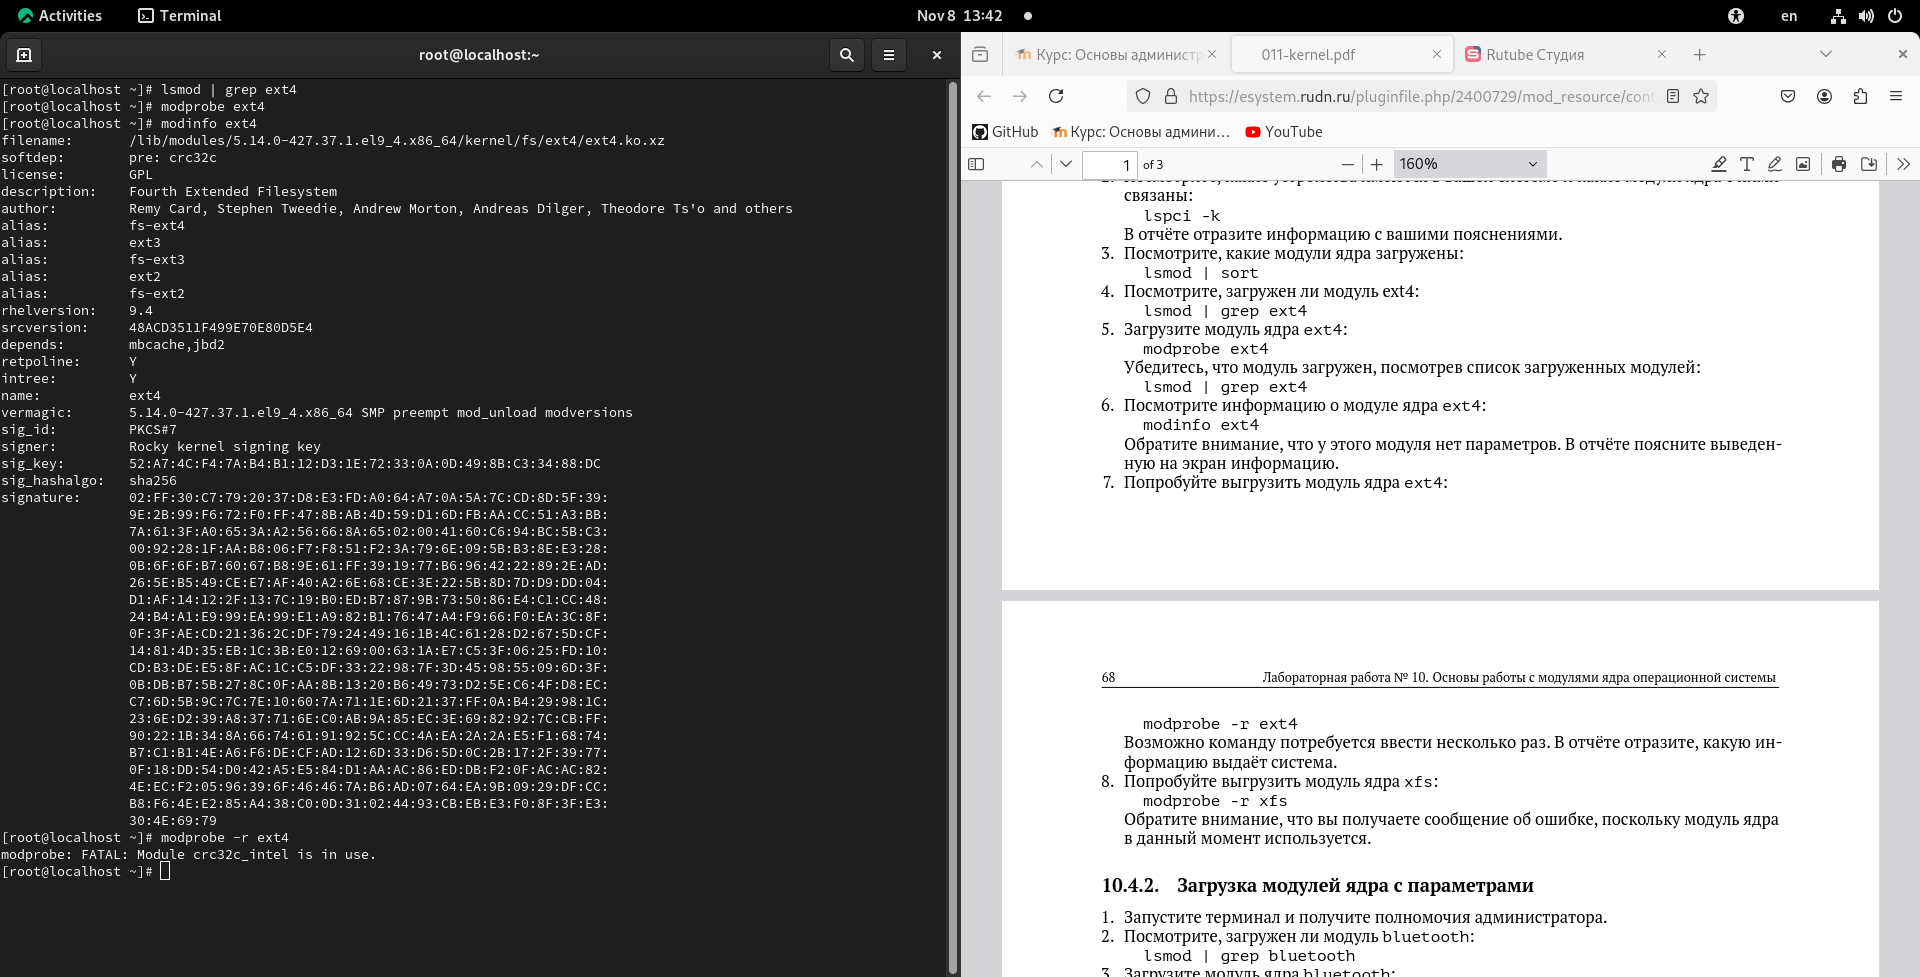 Activities
Terminal
Nov 8 13:42
en
root@localhost:~
[root@localhost ~]# lsmod | grep ext4
[root@localhost ~]# modprobe ext4
[root@localhost ~]# modinfo ext4
filename:       /lib/modules/5.14.0-427.37.1.el9_4.x86_64/kernel/fs/ext4/ext4.ko.xz
softdep:        pre: crc32c
license:        GPL
description:    Fourth Extended Filesystem
author:         Remy Card, Stephen Tweedie, Andrew Morton, Andreas Dilger, Theodore Ts'o and others
alias:          fs-ext4
alias:          ext3
alias:          fs-ext3
alias:          ext2
alias:          fs-ext2
rhelversion:    9.4
srcversion:     48ACD3511F499E70E80D5E4
depends:        mbcache,jbd2
retpoline:      Y
intree:         Y
name:           ext4
vermagic:       5.14.0-427.37.1.el9_4.x86_64 SMP preempt mod_unload modversions
sig_id:         PKCS#7
signer:         Rocky kernel signing key
sig_key:        52:A7:4C:F4:7A:B4:B1:12:D3:1E:72:33:0A:0D:49:8B:C3:34:88:DC
sig_hashalgo:   sha256
signature:      02:FF:30:C7:79:20:37:D8:E3:FD:A0:64:A7:0A:5A:7C:CD:8D:5F:39:
9E:2B:99:F6:72:F0:FF:47:8B:AB:4D:59:D1:6D:FB:AA:CC:51:A3:BB:
7A:61:3F:A0:65:3A:A2:56:66:8A:65:02:00:41:60:C6:94:BC:5B:C3:
00:92:28:1F:AA:B8:06:F7:F8:51:F2:3A:79:6E:09:5B:B3:8E:E3:28:
0B:6F:6F:B7:60:67:B8:9E:61:FF:39:19:77:B6:96:42:22:89:2E:AD:
26:5E:B5:49:CE:E7:AF:40:A2:6E:68:CE:3E:22:5B:8D:7D:D9:DD:04:
D1:AF:14:12:2F:13:7C:19:B0:ED:B7:87:9B:73:50:86:E4:C1:CC:48:
24:B4:A1:E9:99:EA:99:E1:A9:82:B1:76:47:A4:F9:66:F0:EA:3C:8F:
0F:3F:AE:CD:21:36:2C:DF:79:24:49:16:1B:4C:61:28:D2:67:5D:CF:
14:81:4D:35:EB:1C:3B:E0:12:69:00:63:1A:E7:C5:3F:06:25:FD:10:
CD:B3:DE:E5:8F:AC:1C:C5:DF:33:22:98:7F:3D:45:98:55:09:6D:3F:
0B:DB:B7:5B:27:8C:0F:AA:8B:13:20:B6:49:73:D2:5E:C6:4F:D8:EC:
C7:6D:5B:9C:7C:7E:10:60:7A:71:1E:6D:21:37:FF:0A:B4:29:98:1C:
23:6E:D2:39:A8:37:71:6E:C0:AB:9A:85:EC:3E:69:82:92:7C:CB:FF:
90:22:1B:34:8A:66:74:61:91:92:5C:CC:4A:EA:2A:2A:E5:F1:68:74:
B7:C1:B1:4E:A6:F6:DE:CF:AD:12:6D:33:D6:5D:0C:2B:17:2F:39:77:
0F:18:DD:54:D0:42:A5:E5:84:D1:AA:AC:86:ED:DB:F2:0F:AC:AC:82:
4E:EC:F2:05:96:39:6F:46:46:7A:B6:AD:07:64:EA:9B:09:29:DF:CC:
B8:F6:4E:E2:85:A4:38:C0:0D:31:02:44:93:CB:EB:E3:F0:8F:3F:E3:
30:4E:69:79
[root@localhost ~]# modprobe -r ext4
modprobe: FATAL: Module crc32c_intel is in use.
[root@localhost ~]#
Курс: Основы администр
011-kernel.pdf
Rutube Студия
https://esystem.rudn.ru/pluginfile.php/2400729/mod_resource/cont
GitHub
Курс: Основы админи...
YouTube
1 of 3
160%
связаны:
lspci -k
В отчёте отразите информацию с вашими пояснениями.
3. Посмотрите, какие модули ядра загружены:
lsmod | sort
4. Посмотрите, загружен ли модуль ext4:
lsmod | grep ext4
5. Загрузите модуль ядра ext4:
modprobe ext4
Убедитесь, что модуль загружен, посмотрев список загруженных модулей:
lsmod | grep ext4
6. Посмотрите информацию о модуле ядра ext4:
modinfo ext4
Обратите внимание, что у этого модуля нет параметров. В отчёте поясните выведен-
ную на экран информацию.
7. Попробуйте выгрузить модуль ядра ext4:
68
Лабораторная работа № 10. Основы работы с модулями ядра операционной системы
modprobe -r ext4
Возможно команду потребуется ввести несколько раз. В отчёте отразите, какую ин-
формацию выдаёт система.
8. Попробуйте выгрузить модуль ядра xfs:
modprobe -r xfs
Обратите внимание, что вы получаете сообщение об ошибке, поскольку модуль ядра
в данный момент используется.
10.4.2. Загрузка модулей ядра с параметрами
1. Запустите терминал и получите полномочия администратора.
2. Посмотрите, загружен ли модуль bluetooth:
lsmod | grep bluetooth
3. Загрузите модуль ядра bluetooth: